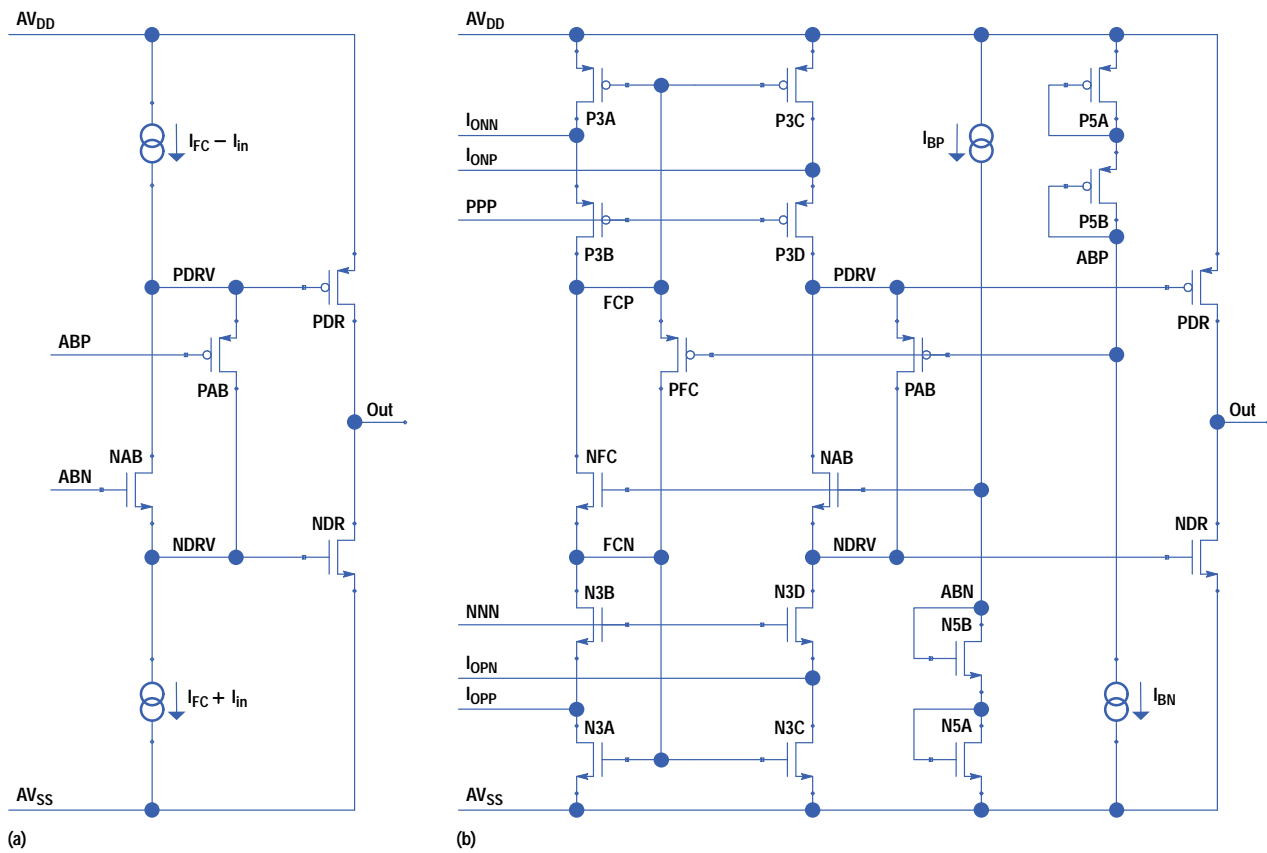 AVDD
IFC − Iin
PDRV
PDR
ABP
PAB
Out
NAB
ABN
NDR
NDRV
IFC + Iin
AVSS
(a)
AVDD
P3A
P3C
P5A
IONN
IBP
IONP
PPP
P5B
P3B
P3D
ABP
PDRV
FCP
PDR
PFC
PAB
Out
NFC
NAB
NDR
FCN
NDRV
ABN
N3B
N3D
NNN
N5B
IOPN
IOPP
IBN
N3A
N3C
N5A
AVSS
(b)